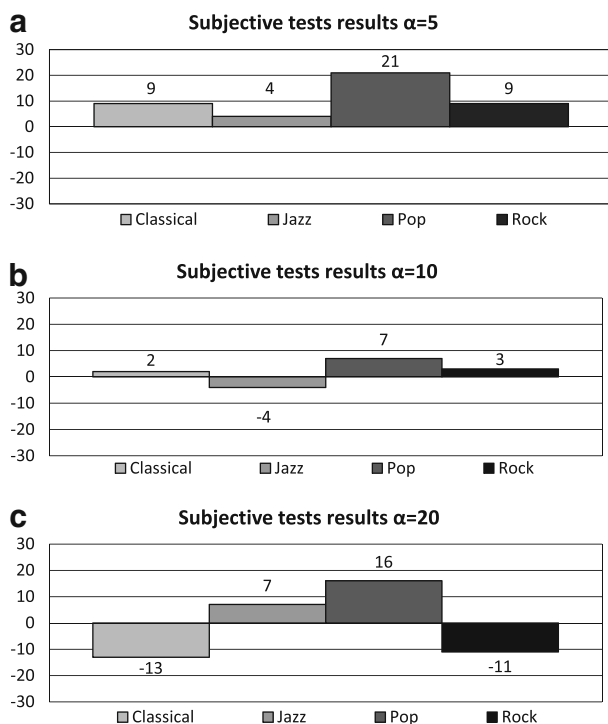 a
Subjective tests results α=5
30
20
10
0
-10
-20
-30
9 4 21 9
Classical Jazz Pop Rock
b
Subjective tests results α=10
30
20
10
0
-10
-20
-30
2 -4 7 3
Classical Jazz Pop Rock
c
Subjective tests results α=20
30
20
10
0
-10
-20
-30
-13 7 16 -11
Classical Jazz Pop Rock